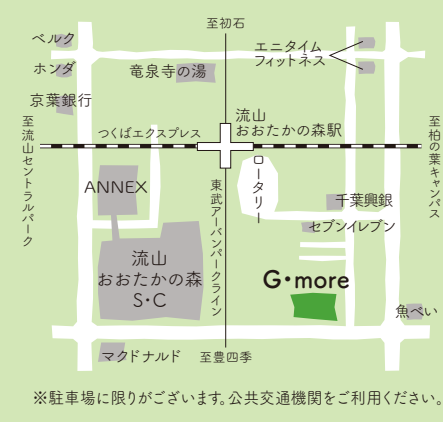 至初石
ベルク
エニタイム
フィットネス
ホンダ
竜泉寺の湯
京葉銀行
流山
おおたかの森駅
至流山セントラルパーク
つくばエクスプレス
至柏の葉キャンパス
ロータリー
ANNEX
東武アーバンパークライン
千葉興銀
セブンイレブン
流山
おおたかの森
S・C
G・more
魚べい
マクドナルド
至豊四季
※駐車場に限りがございます。公共交通機関をご利用ください。